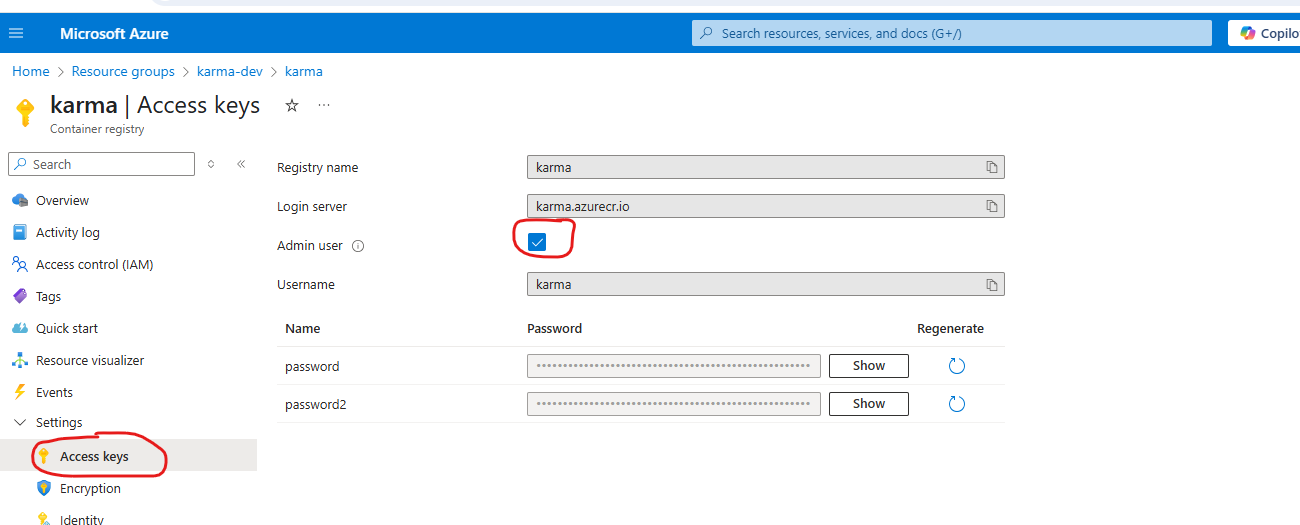 Microsoft Azure
Search resources, services, and docs (G+/)
Copilo
Home > Resource groups > karma-dev > karma
karma | Access keys
Container registry
Search
Overview
Activity log
Access control (IAM)
Tags
Quick start
Resource visualizer
Events
Settings
Access keys
Encryption
Identity
Registry name karma
Login server karma.azurecr.io
Admin user
Username karma
Name Password Regenerate
password Show
password2 Show